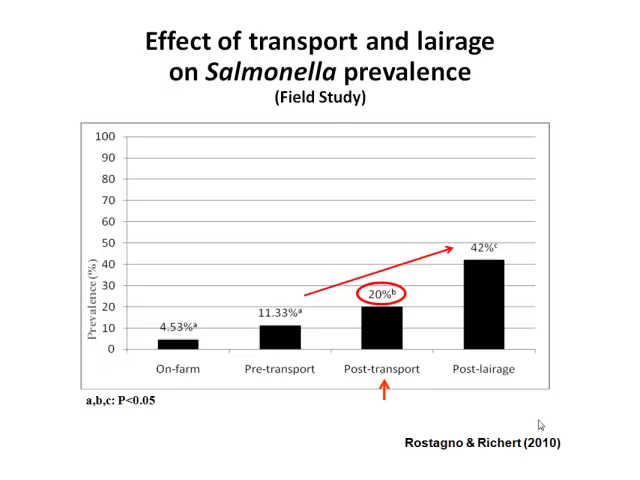 Effect of transport and lairage
on Salmonella prevalence
(Field Study)
Prevalence (%)
100
90
80
70
60
50
40
30
20
10
0
4.53%ᵃ
11.33%ᵃ
20%ᵇ
42%ᶜ
On-farm Pre-transport Post-transport Post-lairage
a,b,c: P<0.05
Rostagno & Richert (2010)